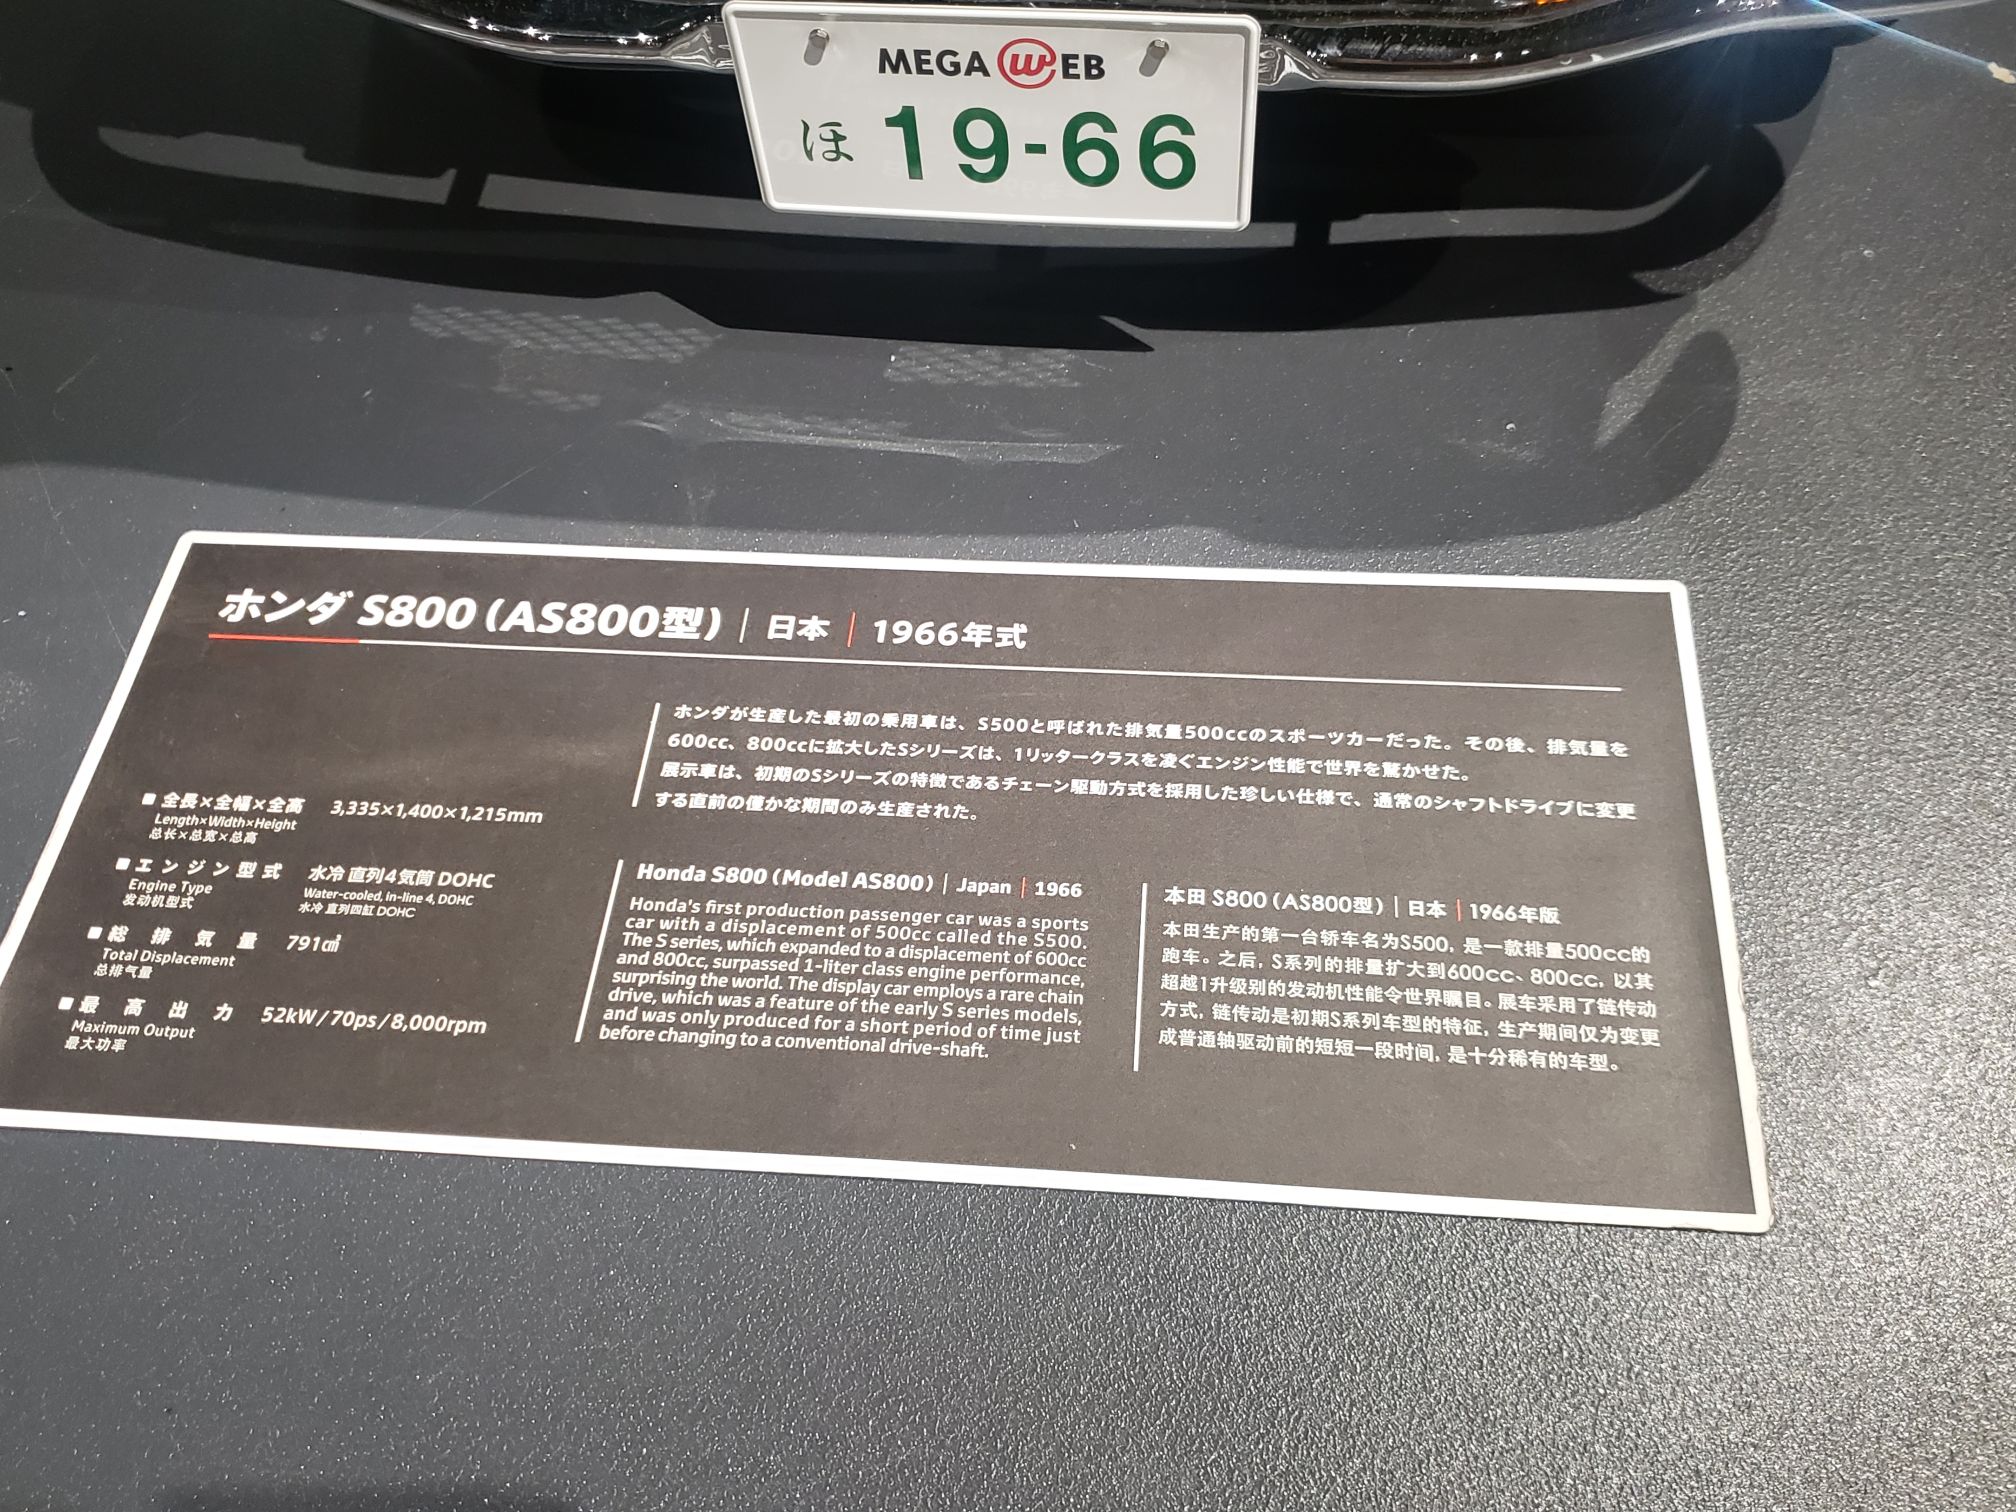 MEGA WEB
ほ 19-66
ホンダ S800 (AS800型) | 日本 | 1966年式
ホンダが生産した最初の乗用車は、S500と呼ばれた排気量500ccのスポーツカーだった。その後、排気量を
600cc、800ccに拡大したSシリーズは、1リッタークラスを凌ぐエンジン性能で世界を驚かせた。
展示車は、初期のSシリーズの特徴であるチェーン駆動方式を採用した珍しい仕様で、通常のシャフトドライブに変更
する直前の僅かな期間のみ生産された。
■ 全長×全幅×全高 3,335×1,400×1,215mm
Length×Width×Height
总长×总宽×总高
■ エンジン型式 水冷 直列4気筒 DOHC
Engine Type Water-cooled, in-line 4, DOHC
发动机型式 水冷 直列四缸 DOHC
■ 総排気量 791㎤
Total Displacement
总排气量
■ 最高出力 52kW/70ps/8,000rpm
Maximum Output
最大功率
Honda S800 (Model AS800) | Japan | 1966
Honda's first production passenger car was a sports
car with a displacement of 500cc called the S500.
The S series, which expanded to a displacement of 600cc
and 800cc, surpassed 1-liter class engine performance,
surprising the world. The display car employs a rare chain
drive, which was a feature of the early S series models,
and was only produced for a short period of time just
before changing to a conventional drive-shaft.
本田 S800 (AS800型) | 日本 | 1966年版
本田生产的第一台轿车名为S500, 是一款排量500cc的
跑车。之后, S系列的排量扩大到600cc、800cc, 以其
超越1升级别的发动机性能令世界瞩目。展车采用了链传动
方式, 链传动是初期S系列车型的特征, 生产期间仅为变更
成普通轴驱动前的短短一段时间, 是十分稀有的车型。